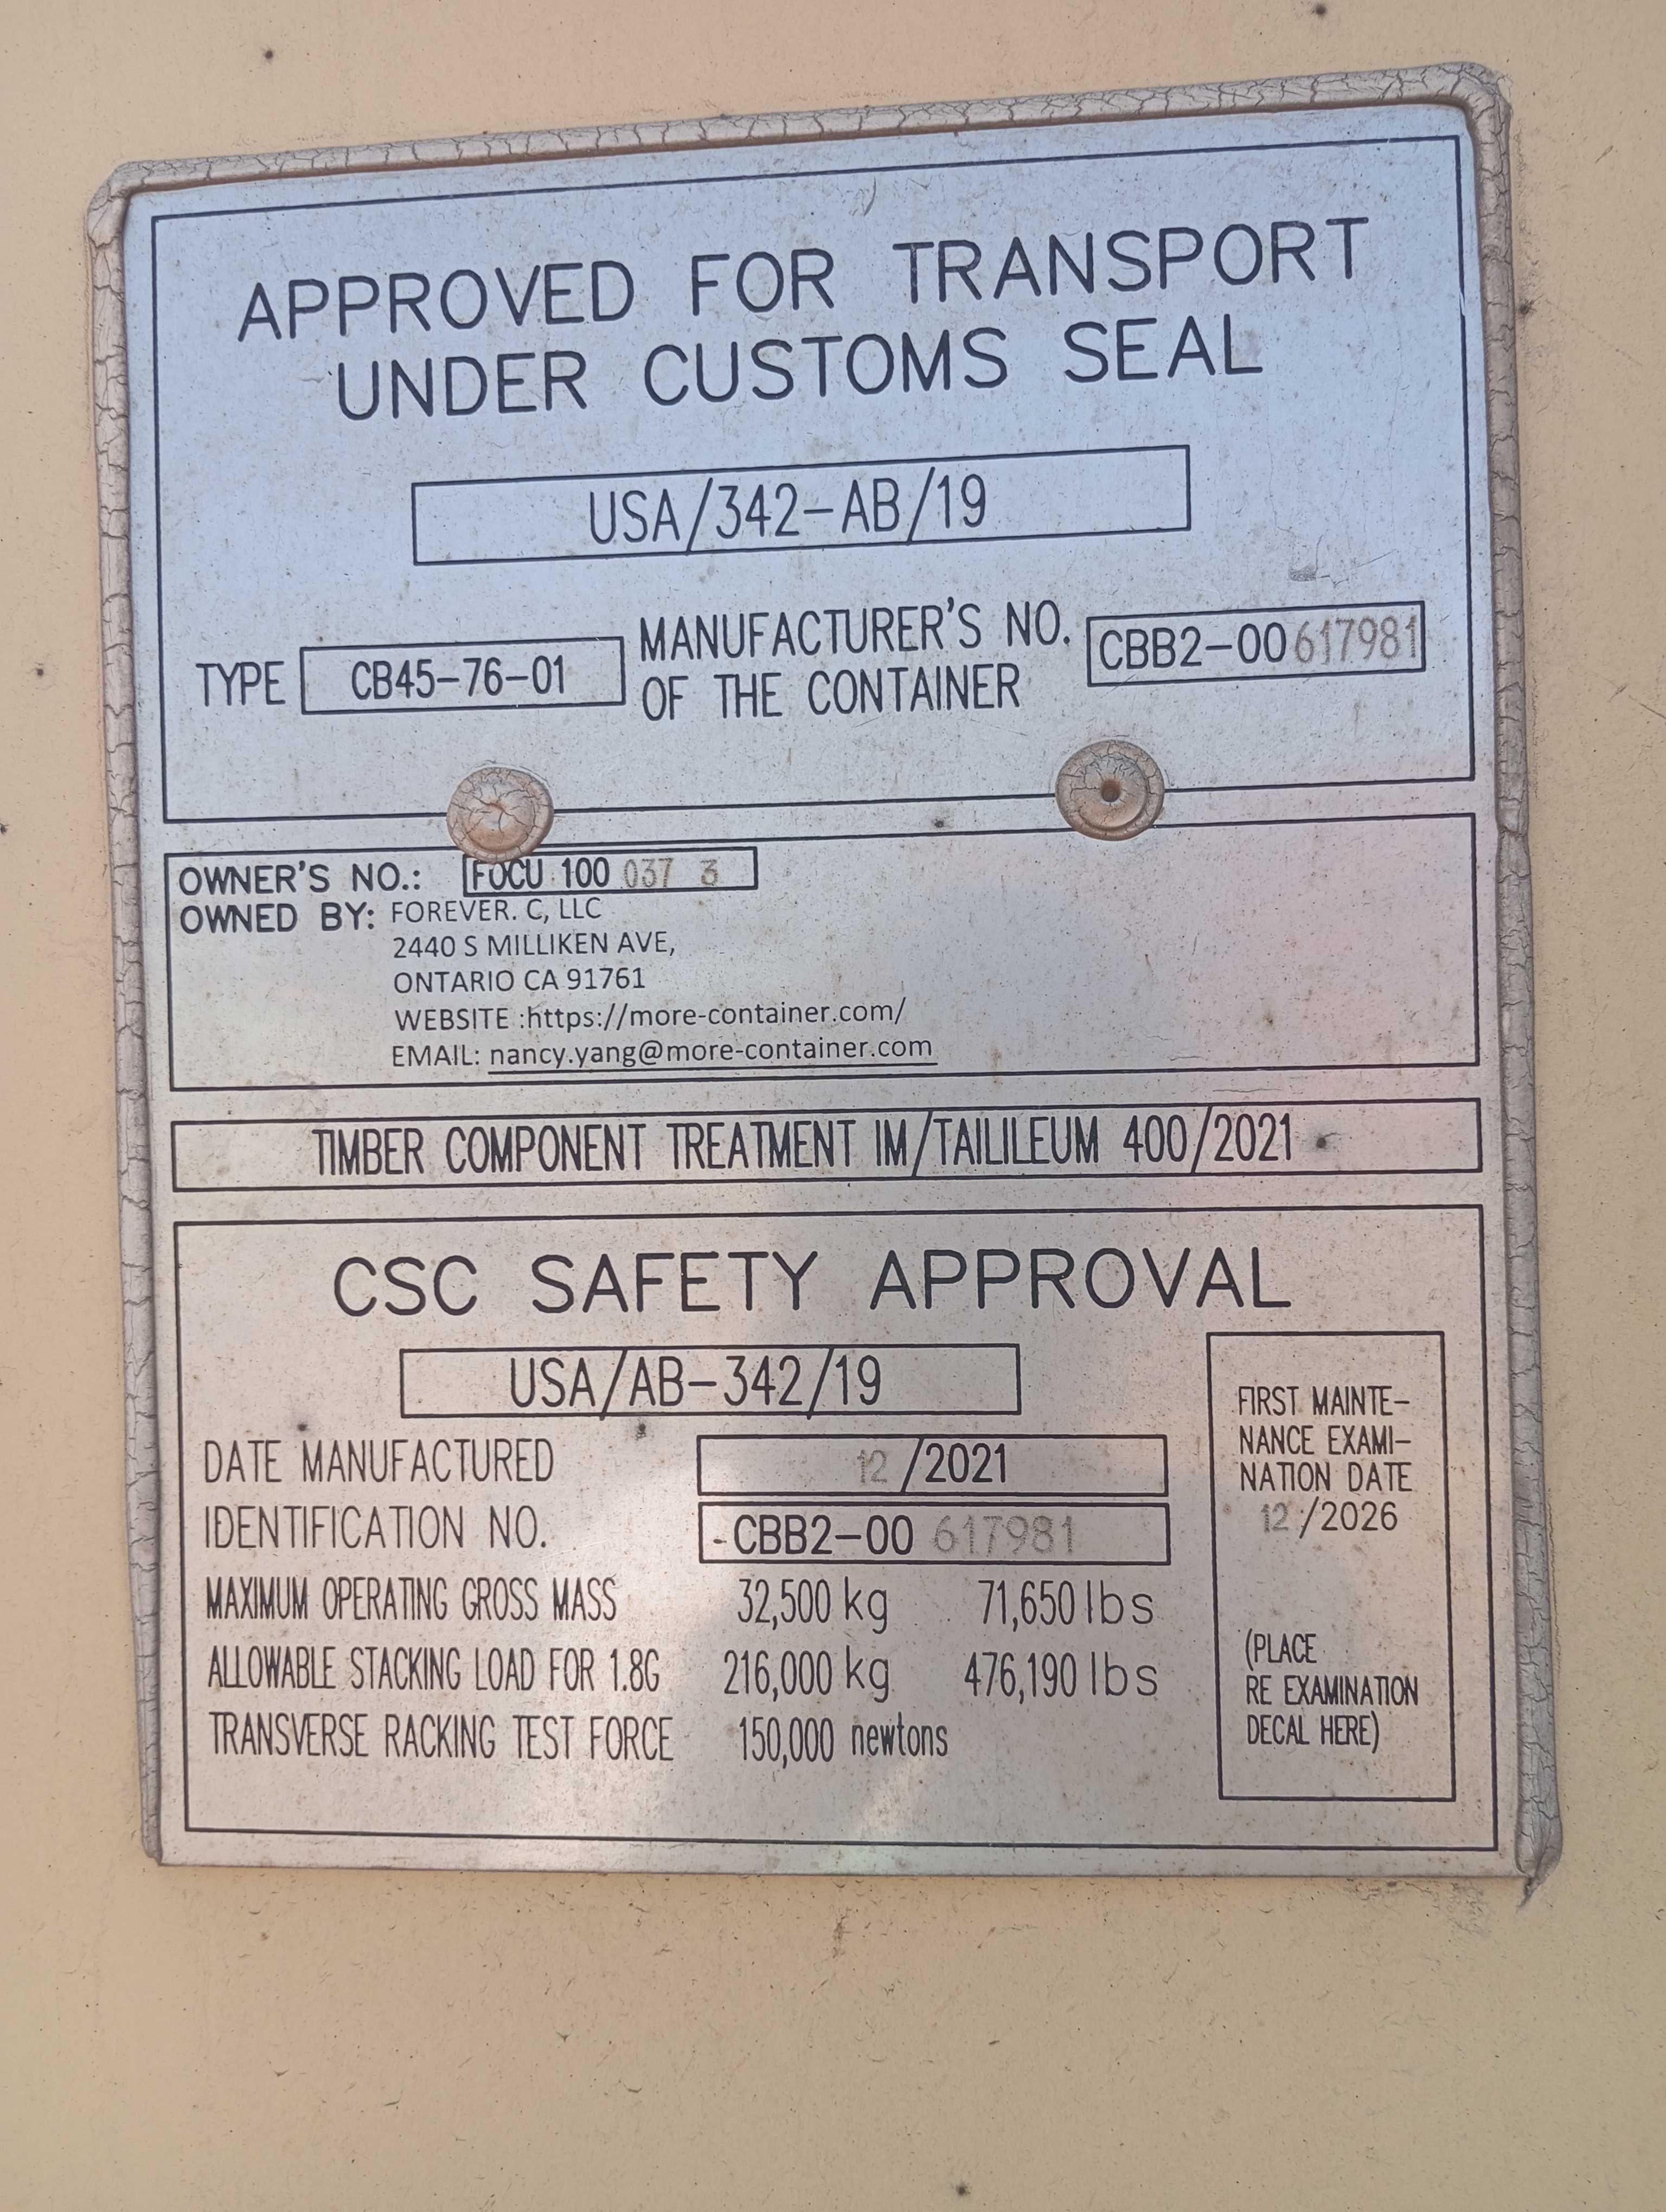 APPROVED FOR TRANSPORT
UNDER CUSTOMS SEAL
USA/342-AB/19
TYPE CB45-76-01 MANUFACTURER'S NO. OF THE CONTAINER CBB2-00 617981
OWNER'S NO.: FOCU 100 037 3
OWNED BY: FOREVER. C, LLC
2440 S MILLIKEN AVE,
ONTARIO CA 91761
WEBSITE :https://more-container.com/
EMAIL: nancy.yang@more-container.com
TIMBER COMPONENT TREATMENT IM/TAILILEUM 400/2021
CSC SAFETY APPROVAL
USA/AB-342/19
DATE MANUFACTURED 12 /2021
IDENTIFICATION NO. -CBB2-00 617981
MAXIMUM OPERATING GROSS MASS 32,500 kg 71,650 lbs
ALLOWABLE STACKING LOAD FOR 1.8G 216,000 kg 476,190 lbs
TRANSVERSE RACKING TEST FORCE 150,000 newtons
FIRST MAINTE-
NANCE EXAMI-
NATION DATE
12 /2026
(PLACE
RE EXAMINATION
DECAL HERE)